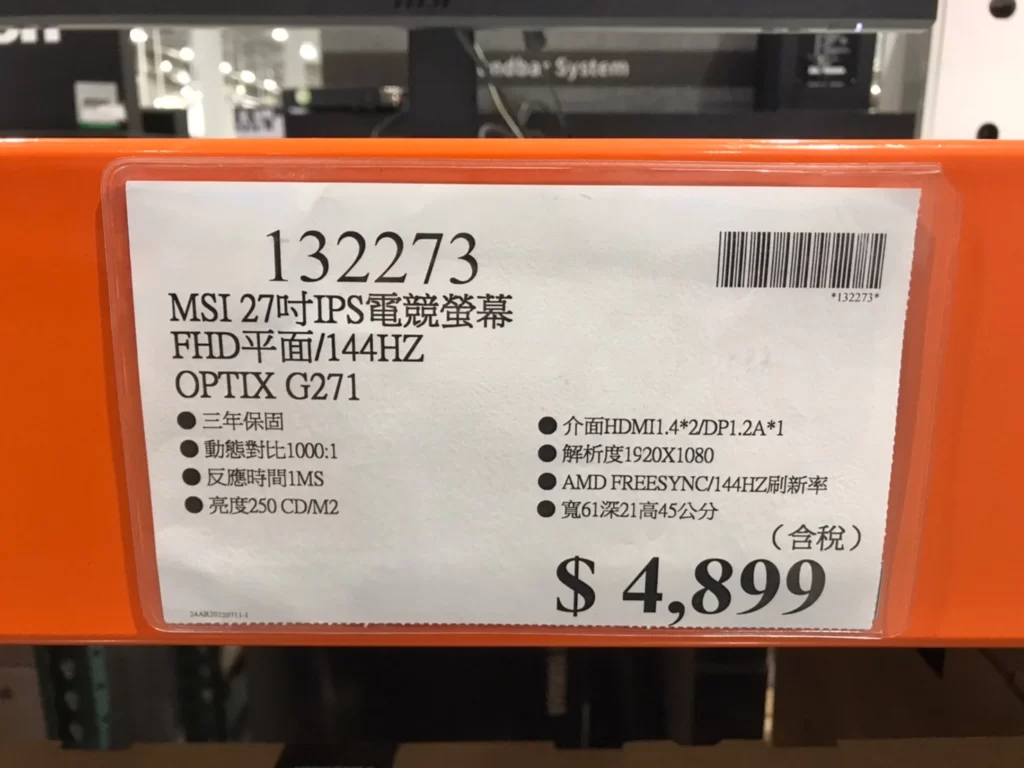 msi
ndba® System
132273
*132273*
MSI 27吋IPS電競螢幕
FHD平面/144HZ
OPTIX G271
●三年保固
●動態對比1000:1
●反應時間1MS
●亮度250 CD/M2
●介面HDMI1.4*2/DP1.2A*1
●解析度1920X1080
●AMD FREESYNC/144HZ刷新率
●寬61深21高45公分
（含稅）
$ 4,899